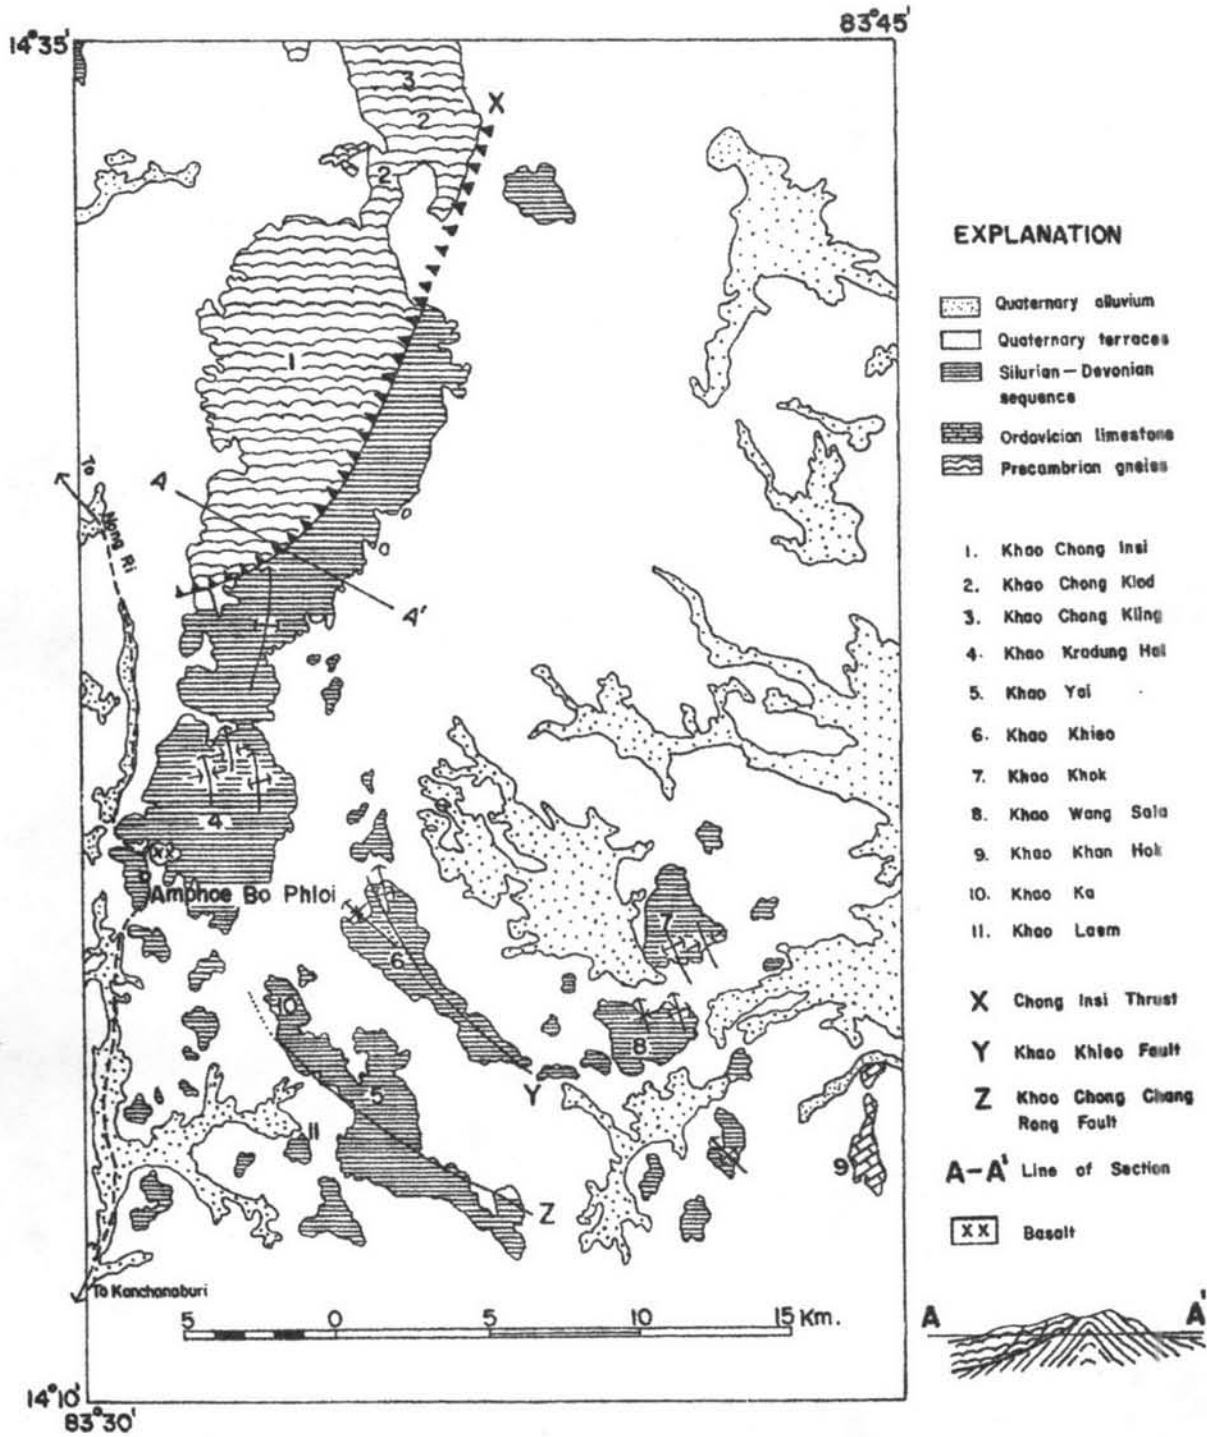 14°35'
83°45'
3
X
2
2
1
A
A'
To
Nong Ri
4
XX
Amphoe Bo Phloi
6
7
10
8
5
Y
11
9
Z
To Kanchanaburi
5 0 5 10 15 Km.
14°10'
83°30'
EXPLANATION
Quaternary alluvium
Quaternary terraces
Silurian-Devonian
sequence
Ordovician limestone
Precambrian gneiss
1. Khao Chong Insi
2. Khao Chong Klod
3. Khao Chong Kling
4. Khao Kradung Hai
5. Khao Yai
6. Khao Khieo
7. Khao Khok
8. Khao Wang Sala
9. Khao Khan Hok
10. Khao Ka
11. Khao Laem
X Chong Insi Thrust
Y Khao Khieo Fault
Z Khao Chong Chang
Rong Fault
A-A' Line of Section
XX Basalt
A A'